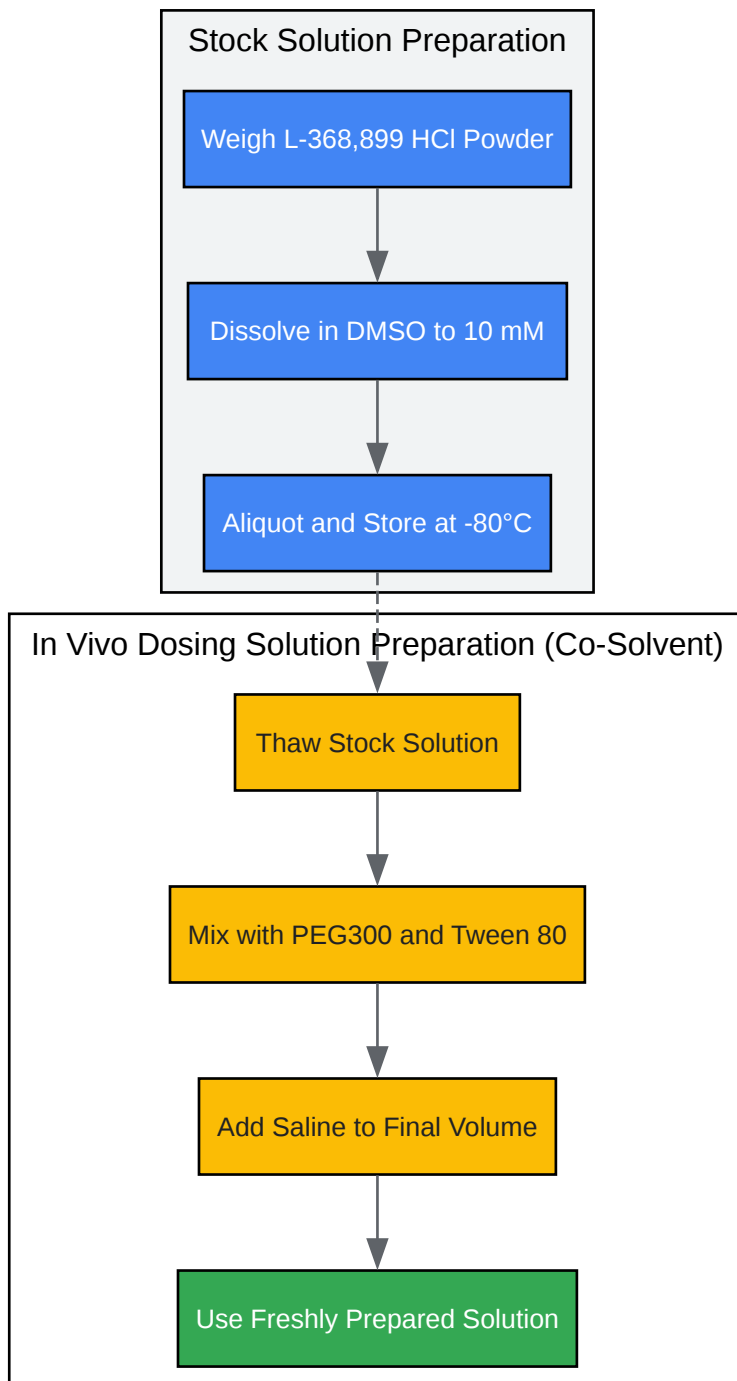 Stock Solution Preparation
Weigh L-368,899 HCl Powder
Dissolve in DMSO to 10 mM
Aliquot and Store at -80°C
In Vivo Dosing Solution Preparation (Co-Solvent)
Thaw Stock Solution
Mix with PEG300 and Tween 80
Add Saline to Final Volume
Use Freshly Prepared Solution